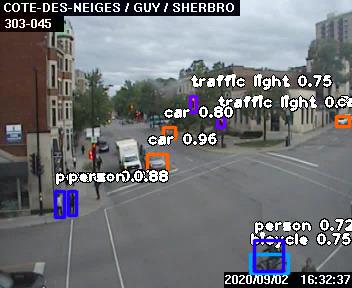 COTE-DES-NEIGES / GUY / SHERBRO
303-045
traffic light 0.75
traffic light 0.
car 0.80
car 0.96
person 0.88
person 0.72
bicycle 0.75
2020/09/02 16:32:37